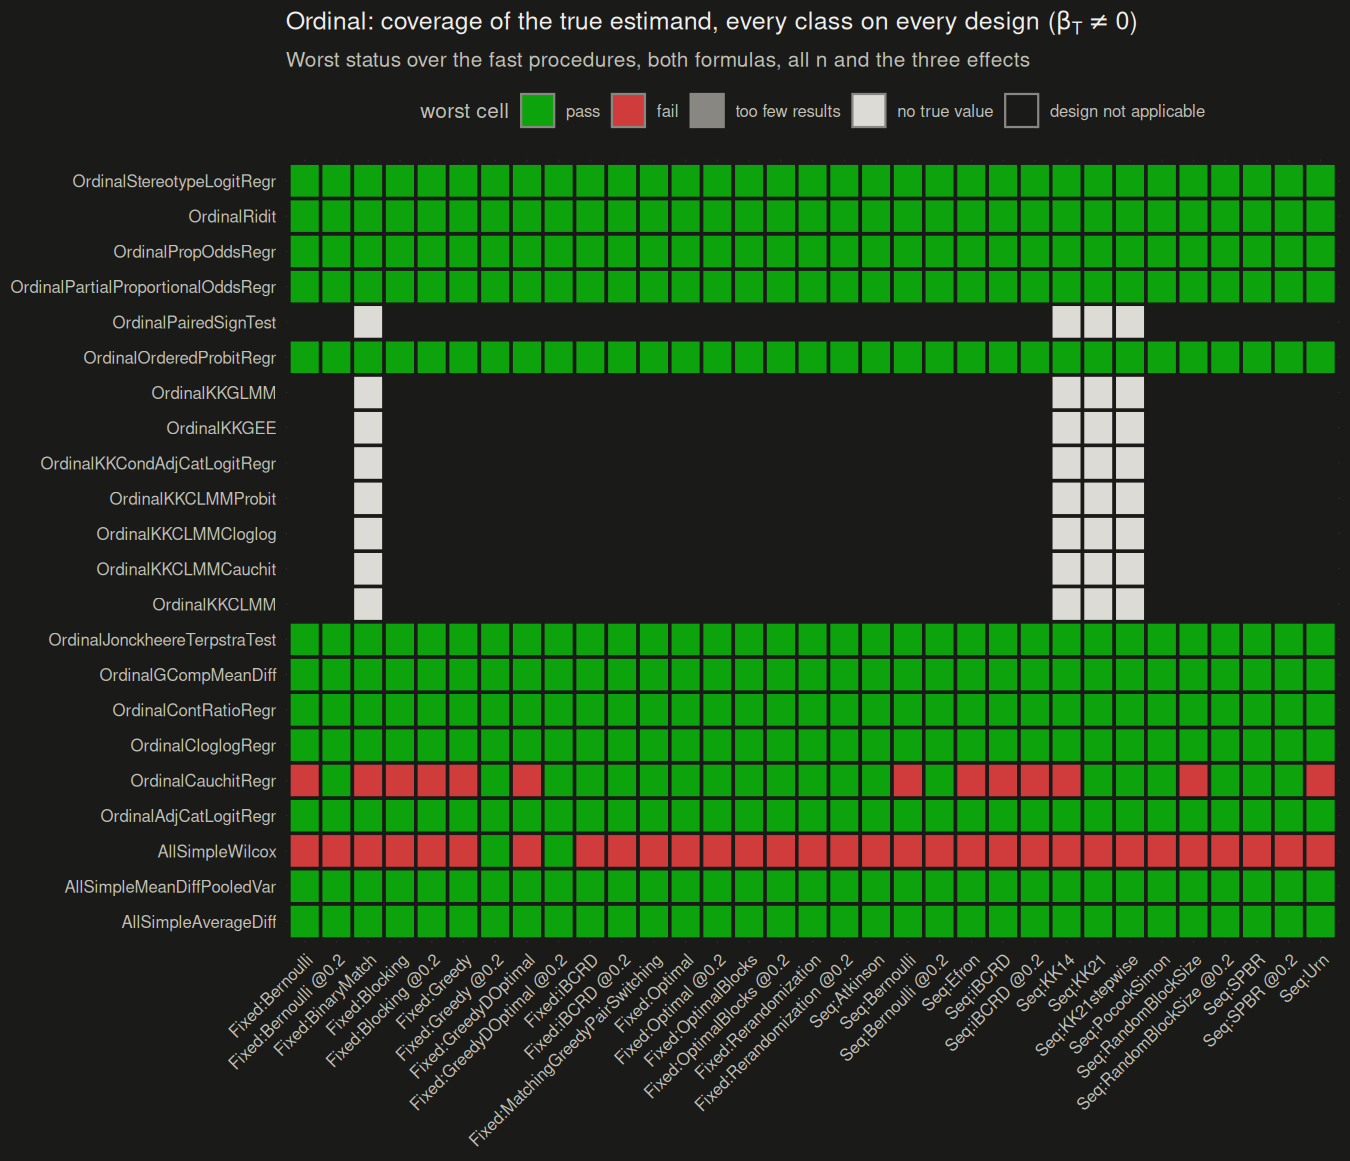 Ordinal: coverage of the true estimand, every class on every design (βT ≠ 0)
Worst status over the fast procedures, both formulas, all n and the three effects
worst cell pass fail too few results no true value design not applicable
OrdinalStereotypeLogitRegr
OrdinalRidit
OrdinalPropOddsRegr
OrdinalPartialProportionalOddsRegr
OrdinalPairedSignTest
OrdinalOrderedProbitRegr
OrdinalKKGLMM
OrdinalKKGEE
OrdinalKKCondAdjCatLogitRegr
OrdinalKKCLMMProbit
OrdinalKKCLMMCloglog
OrdinalKKCLMMCauchit
OrdinalKKCLMM
OrdinalJonckheereTerpstraTest
OrdinalGCompMeanDiff
OrdinalContRatioRegr
OrdinalCloglogRegr
OrdinalCauchitRegr
OrdinalAdjCatLogitRegr
AllSimpleWilcox
AllSimpleMeanDiffPooledVar
AllSimpleAverageDiff
Fixed:Bernoulli
Fixed:Bernoulli @0.2
Fixed:BinaryMatch
Fixed:Blocking
Fixed:Blocking @0.2
Fixed:Greedy
Fixed:Greedy @0.2
Fixed:GreedyDOptimal
Fixed:GreedyDOptimal @0.2
Fixed:iBCRD
Fixed:iBCRD @0.2
Fixed:MatchingGreedyPairSwitching
Fixed:Optimal
Fixed:Optimal @0.2
Fixed:OptimalBlocks
Fixed:OptimalBlocks @0.2
Fixed:Rerandomization
Fixed:Rerandomization @0.2
Seq:Atkinson
Seq:Bernoulli
Seq:Bernoulli @0.2
Seq:Efron
Seq:iBCRD
Seq:iBCRD @0.2
Seq:KK14
Seq:KK21
Seq:KK21stepwise
Seq:PocockSimon
Seq:RandomBlockSize
Seq:RandomBlockSize @0.2
Seq:SPBR
Seq:SPBR @0.2
Seq:Urn